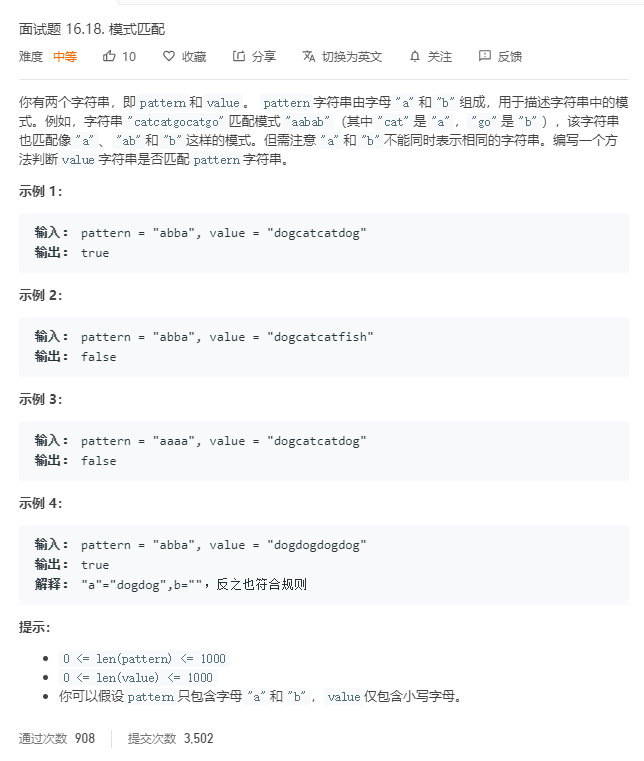 面试题 16.18. 模式匹配
难度 中等 10 收藏 分享 切换为英文 关注 反馈
你有两个字符串，即 pattern 和 value 。 pattern 字符串由字母 "a" 和 "b" 组成，用于描述字符串中的模
式。例如，字符串 "catcatgocatgo" 匹配模式 "aabab" （其中 "cat" 是 "a" ， "go" 是 "b" ），该字符串
也匹配像 "a" 、 "ab" 和 "b" 这样的模式。但需注意 "a" 和 "b" 不能同时表示相同的字符串。编写一个方
法判断 value 字符串是否匹配 pattern 字符串。
示例 1：
输入： pattern = "abba", value = "dogcatcatdog"
输出： true
示例 2：
输入： pattern = "abba", value = "dogcatcatfish"
输出： false
示例 3：
输入： pattern = "aaaa", value = "dogcatcatdog"
输出： false
示例 4：
输入： pattern = "abba", value = "dogdogdogdog"
输出： true
解释： "a"="dogdog",b=""，反之也符合规则
提示：
0 <= len(pattern) <= 1000
0 <= len(value) <= 1000
你可以假设 pattern 只包含字母 "a" 和 "b" ， value 仅包含小写字母。
通过次数 908 提交次数 3,502